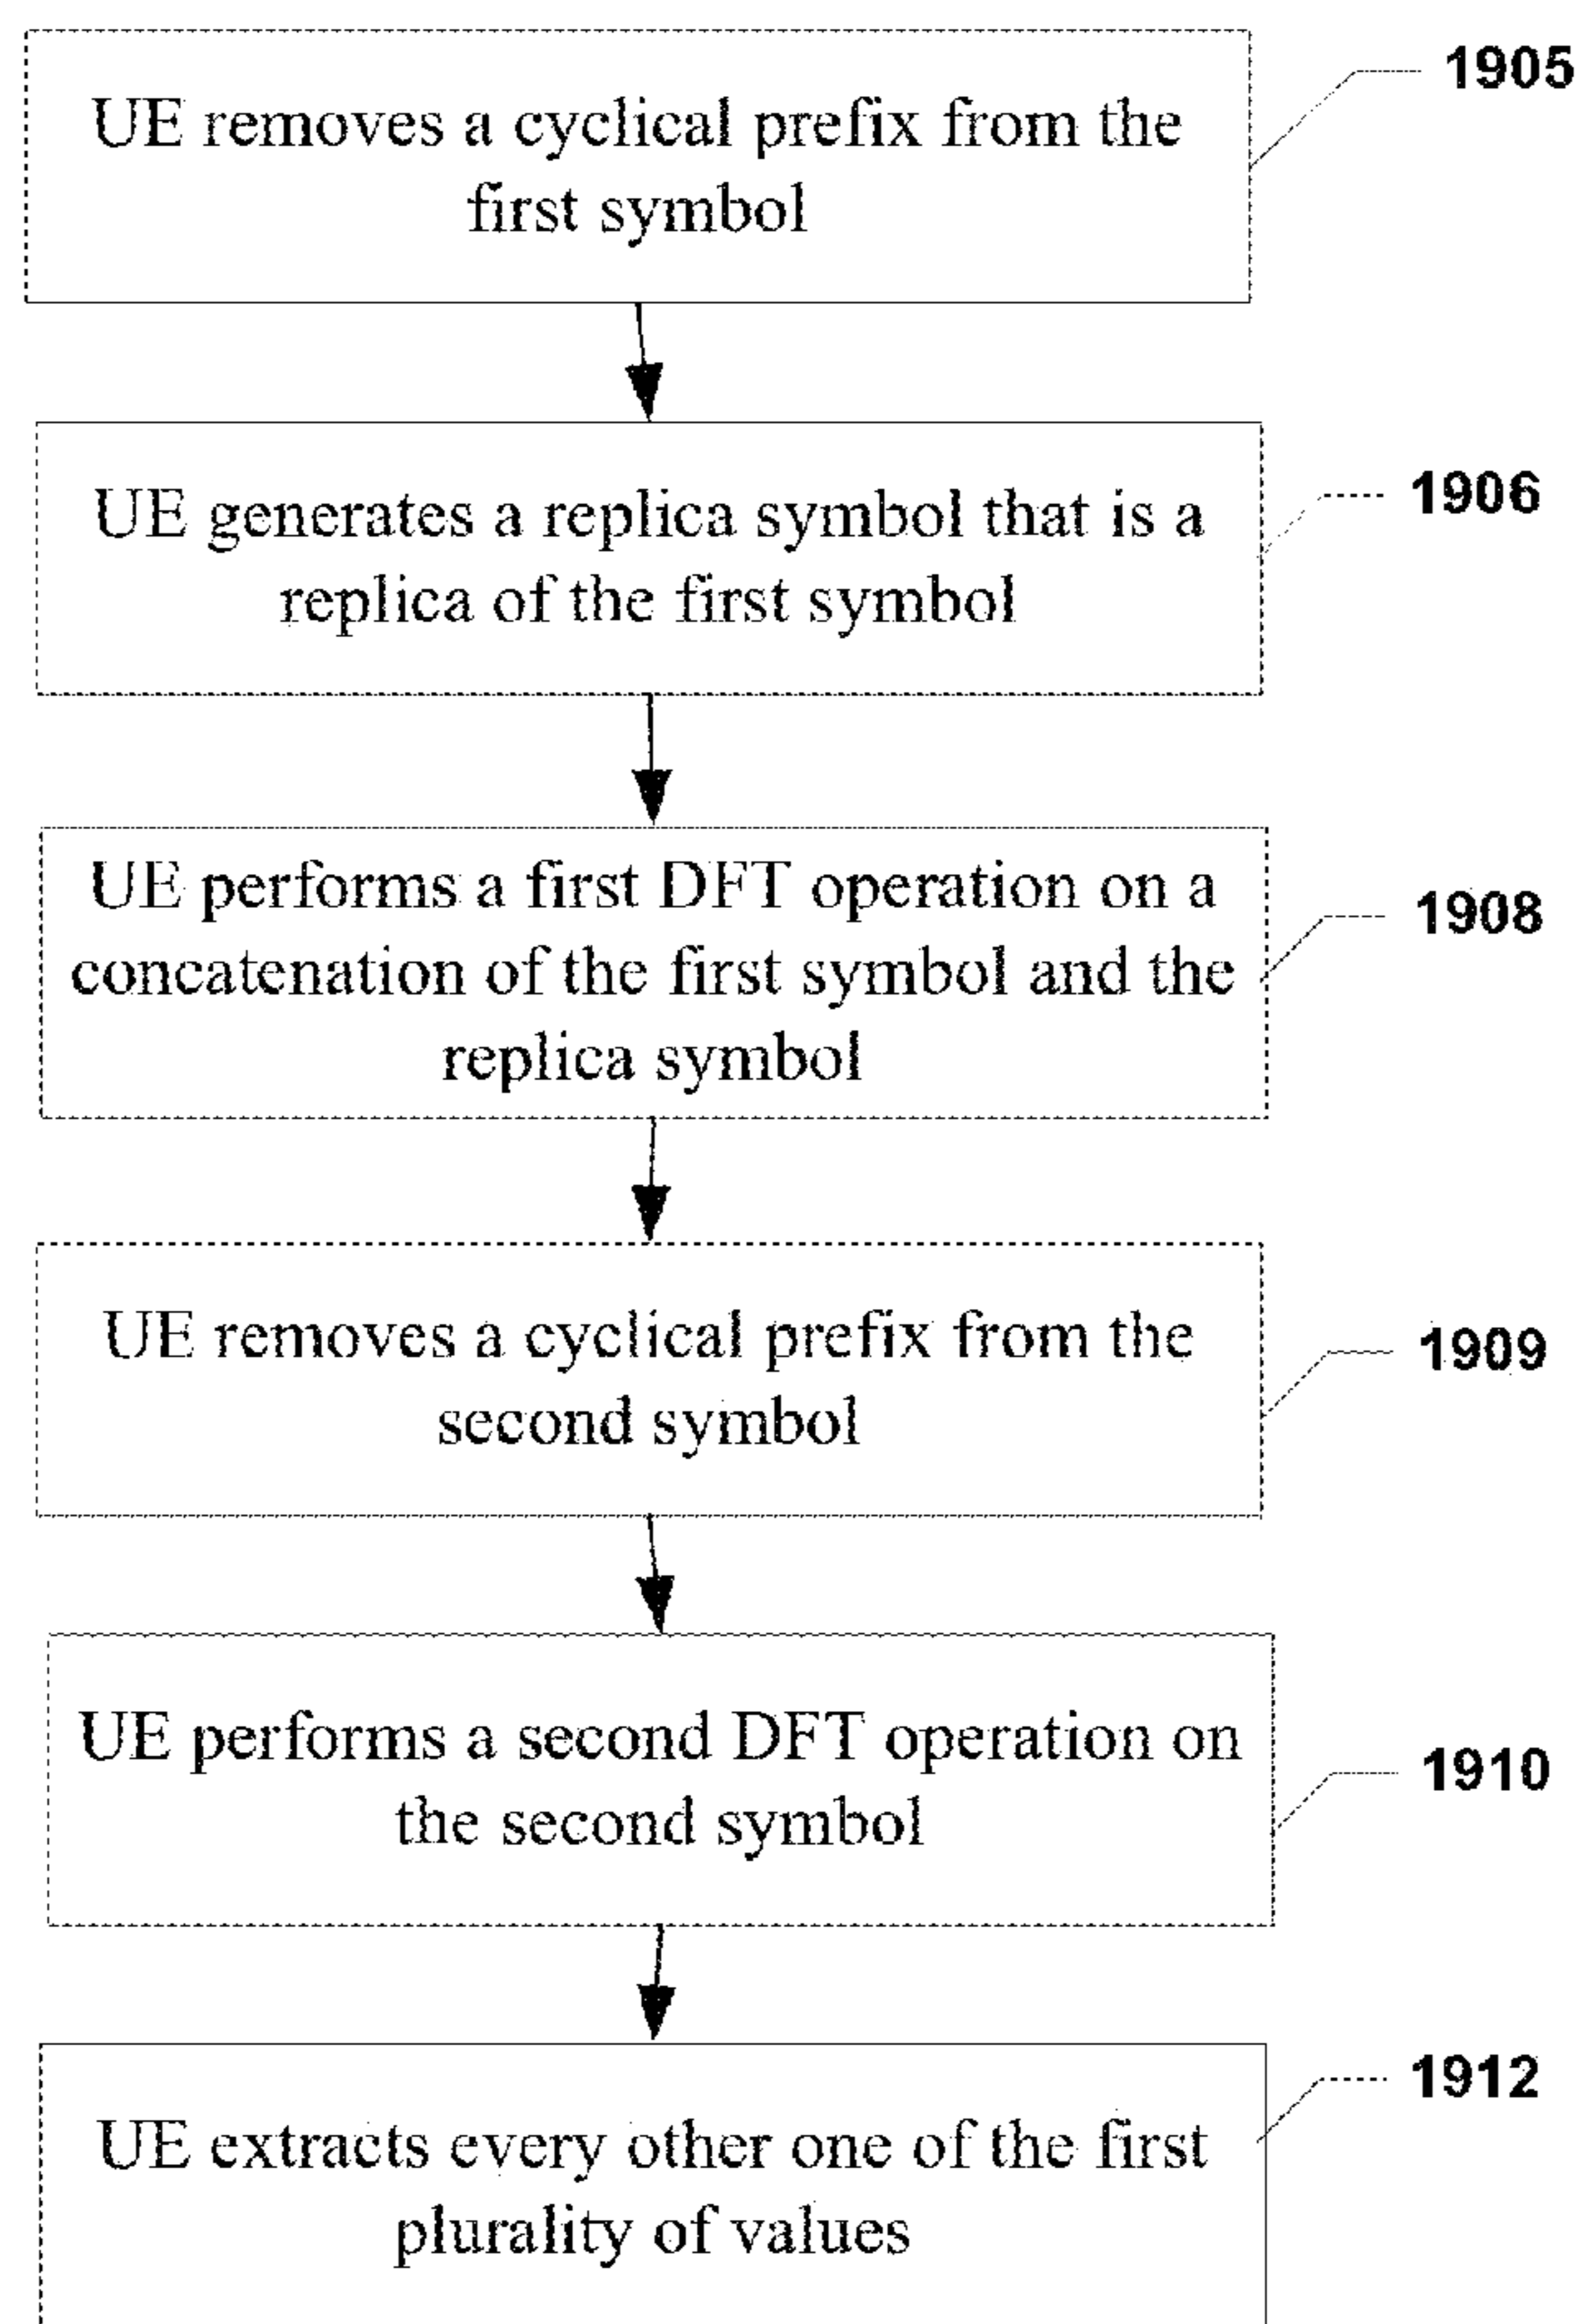 UE removes a cyclical prefix from the
first symbol
1905
UE generates a replica symbol that is a
replica of the first symbol
1906
UE performs a first DFT operation on a
concatenation of the first symbol and the
replica symbol
1908
UE removes a cyclical prefix from the
second symbol
1909
UE performs a second DFT operation on
the second symbol
1910
UE extracts every other one of the first
plurality of values
1912